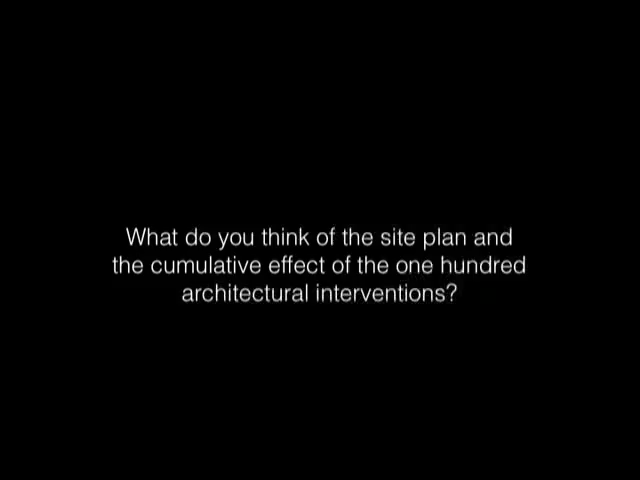 What do you think of the site plan and
the cumulative effect of the one hundred
architectural interventions?